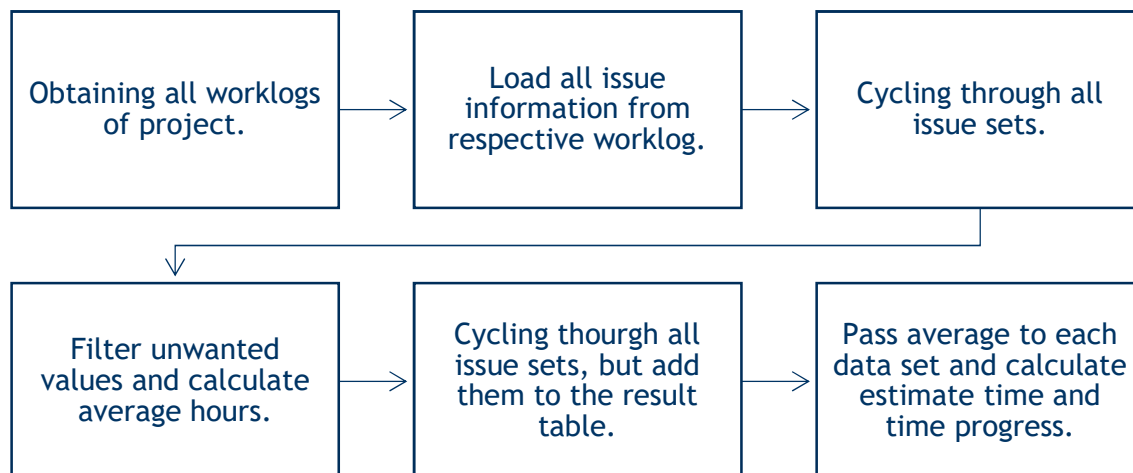 Obtaining all worklogs
of project.
Load all issue
information from
respective worklog.
Cycling through all
issue sets.
Filter unwanted
values and calculate
average hours.
Cycling thourgh all
issue sets, but add
them to the result
table.
Pass average to each
data set and calculate
estimate time and
time progress.